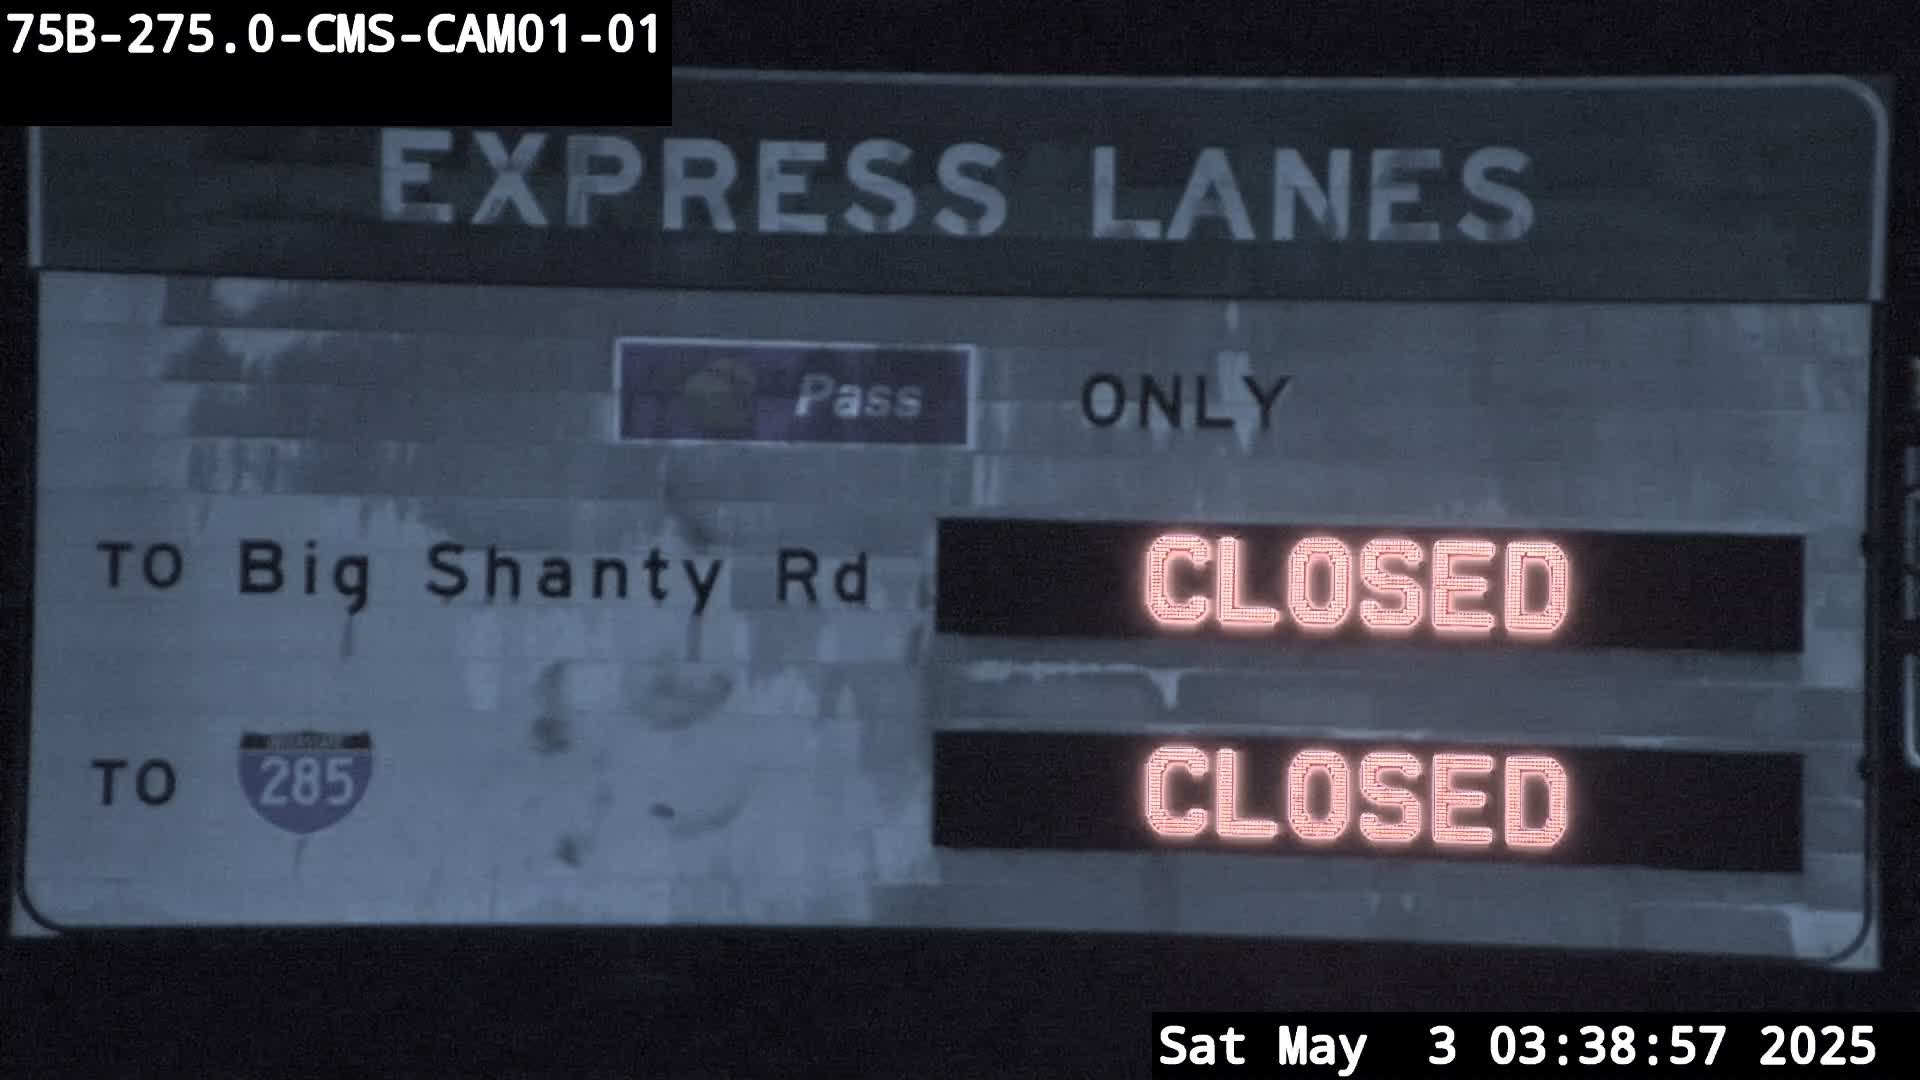 75B-275.0-CMS-CAM01-01
EXPRESS LANES
Pass ONLY
TO Big Shanty Rd CLOSED
TO INTERSTATE 285 CLOSED
Sat May 3 03:38:57 2025